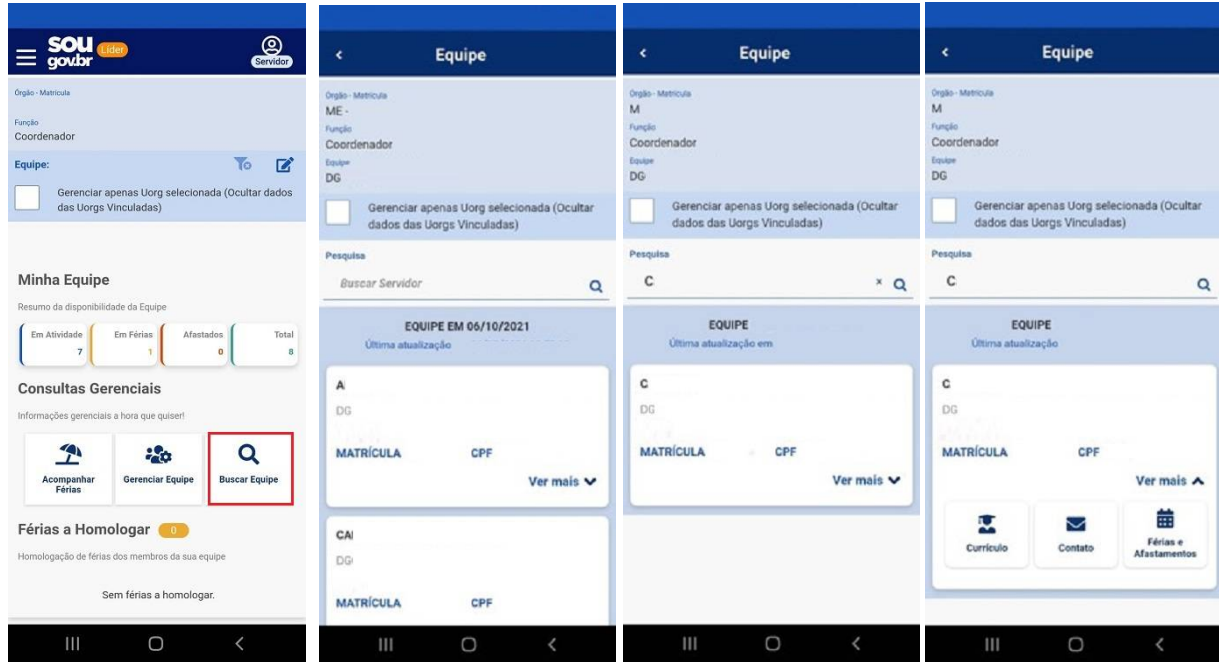 sou
gov.br
Líder
Servidor
Órgão - Matrícula
Função
Coordenador
Equipe:
Gerenciar apenas Uorg selecionada (Ocultar dados
das Uorgs Vinculadas)
Minha Equipe
Resumo da disponibilidade da Equipe
Em Atividade
7
Em Férias
1
Afastados
0
Total
8
Consultas Gerenciais
Informações gerenciais a hora que quiser!
Acompanhar
Férias
Gerenciar Equipe
Buscar Equipe
Férias a Homologar 0
Homologação de férias dos membros da sua equipe
Sem férias a homologar.
Equipe
Órgão - Matrícula
ME -
Função
Coordenador
Equipe
DG
Gerenciar apenas Uorg selecionada (Ocultar
dados das Uorgs Vinculadas)
Pesquisa
Buscar Servidor
EQUIPE EM 06/10/2021
Última atualização
A
DG
MATRÍCULA CPF
Ver mais
CA
DG
MATRÍCULA CPF
Equipe
Órgão - Matrícula
M
Função
Coordenador
Equipe
DG
Gerenciar apenas Uorg selecionada (Ocultar
dados das Uorgs Vinculadas)
Pesquisa
C ×
EQUIPE
Última atualização em
C
DG
MATRÍCULA CPF
Ver mais
Equipe
Órgão - Matrícula
M
Função
Coordenador
Equipe
DG
Gerenciar apenas Uorg selecionada (Ocultar
dados das Uorgs Vinculadas)
Pesquisa
C
EQUIPE
Última atualização
C
DG
MATRÍCULA CPF
Ver mais
Currículo
Contato
Férias e
Afastamentos